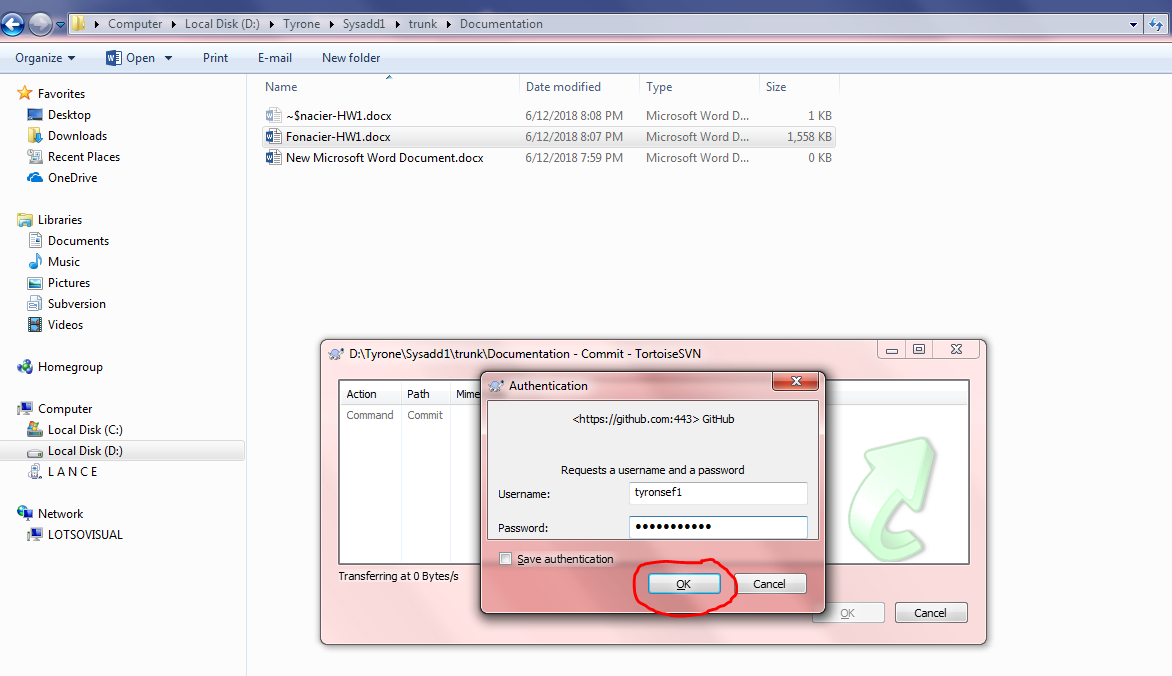 Computer Local Disk (D:) Tyrone Sysadd1 trunk Documentation
Organize Open Print E-mail New folder
Name Date modified Type Size
~$nacier-HW1.docx 6/12/2018 8:08 PM Microsoft Word D... 1 KB
Fonacier-HW1.docx 6/12/2018 8:07 PM Microsoft Word D... 1,558 KB
New Microsoft Word Document.docx 6/12/2018 7:59 PM Microsoft Word D... 0 KB
Favorites
Desktop
Downloads
Recent Places
OneDrive
Libraries
Documents
Music
Pictures
Subversion
Videos
Homegroup
Computer
Local Disk (C:)
Local Disk (D:)
L A N C E
Network
LOTSOVISUAL
D:\Tyrone\Sysadd1\trunk\Documentation - Commit - TortoiseSVN
Action Path Mime
Command Commit
Transferring at 0 Bytes/s
OK Cancel
Authentication
<https://github.com:443> GitHub
Requests a username and a password
Username: tyronsef1
Password: ●●●●●●●●●●●
Save authentication
OK Cancel